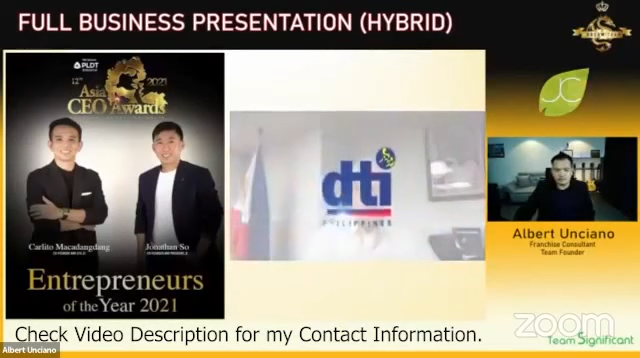 FULL BUSINESS PRESENTATION (HYBRID)
PLDT
12th Asia 2021
CEO Awards
Carlito Macadangdang
Jonathan So
Entrepreneurs
of the Year 2021
dti
PHILIPPINES
JC
Albert Unciano
Franchise Consultant
Team Founder
Check Video Description for my Contact Information.
zoom
Team Significant
Albert Unciano